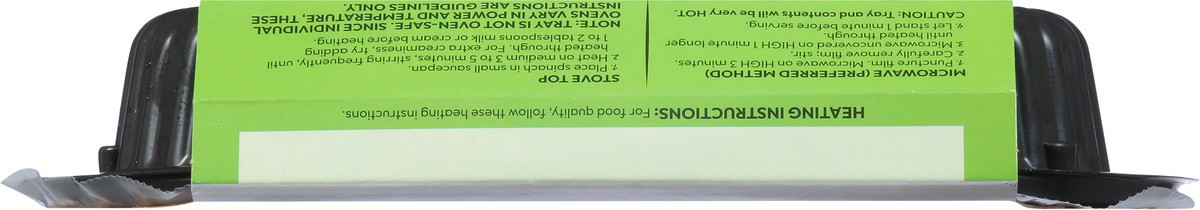 HEATING INSTRUCTIONS: For food quality, follow these heating instructions.
MICROWAVE (PREFERRED METHOD)
1. Puncture film. Microwave on HIGH 3 minutes.
2. Carefully remove film; stir.
3. Microwave uncovered on HIGH 1 minute longer
until heated through.
4. Let stand 1 minute before serving.
CAUTION: Tray and contents will be very HOT.
STOVE TOP
1. Place spinach in small saucepan.
2. Heat on medium 3 to 5 minutes, stirring frequently, until
heated through. For extra creaminess, try adding
1 to 2 tablespoons milk or cream before heating.
NOTE: TRAY IS NOT OVEN-SAFE. SINCE INDIVIDUAL
OVENS VARY IN POWER AND TEMPERATURE, THESE
INSTRUCTIONS ARE GUIDELINES ONLY.